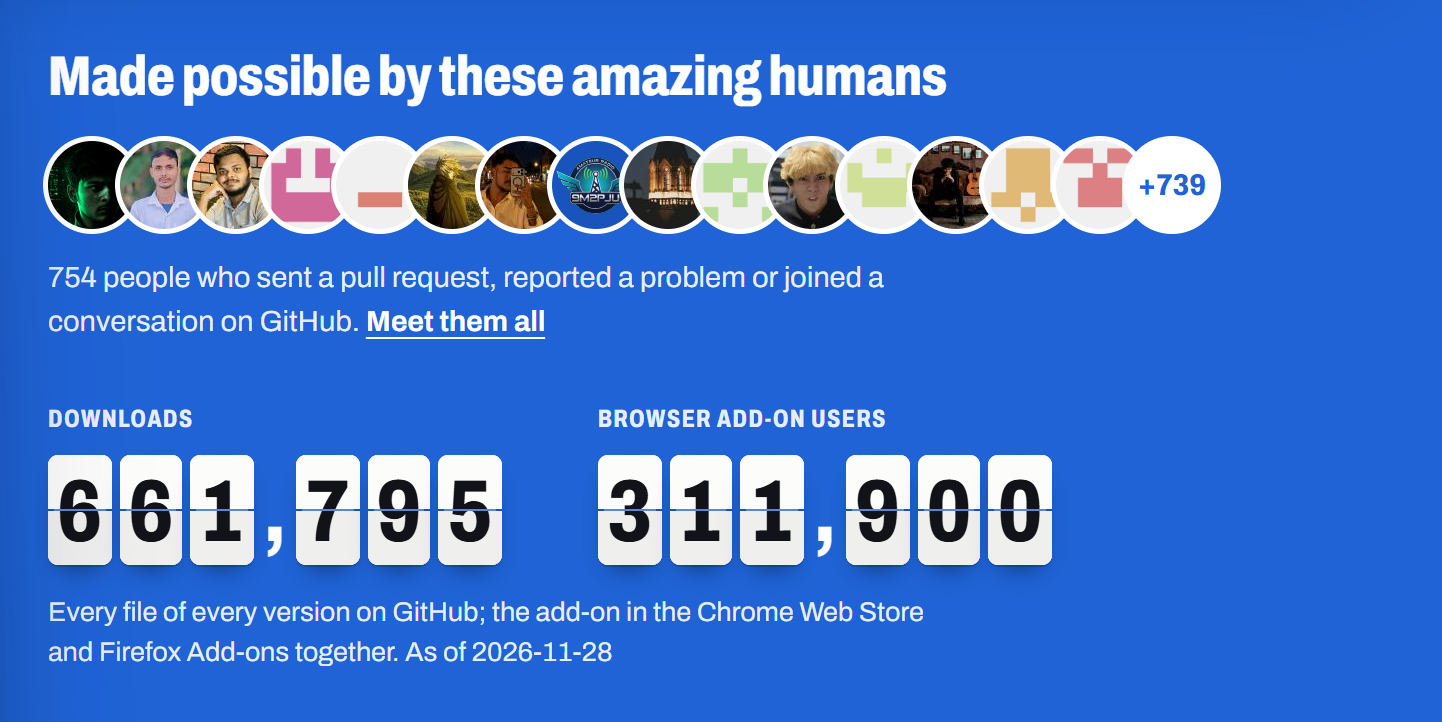 Made possible by these amazing humans
AMATEUR RADIO
9M2PJU
+739
754 people who sent a pull request, reported a problem or joined a
conversation on GitHub. Meet them all
DOWNLOADS
BROWSER ADD-ON USERS
661,795
311,900
Every file of every version on GitHub; the add-on in the Chrome Web Store
and Firefox Add-ons together. As of 2026-11-28